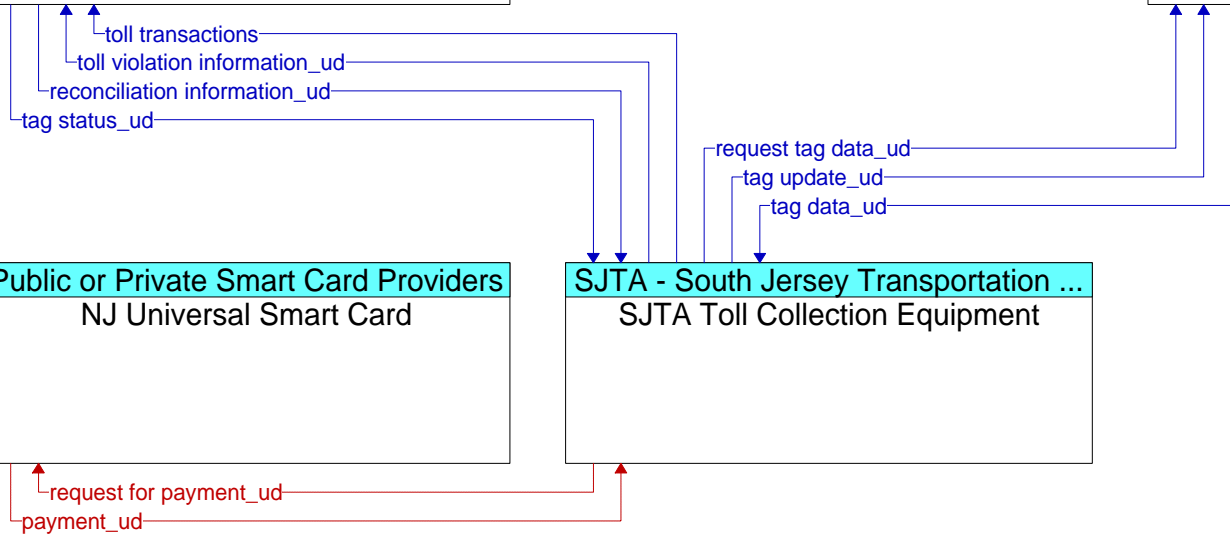 toll transactions
toll violation information_ud
reconciliation information_ud
tag status_ud
request tag data_ud
tag update_ud
tag data_ud
Public or Private Smart Card Providers
NJ Universal Smart Card
SJTA - South Jersey Transportation ...
SJTA Toll Collection Equipment
request for payment_ud
payment_ud